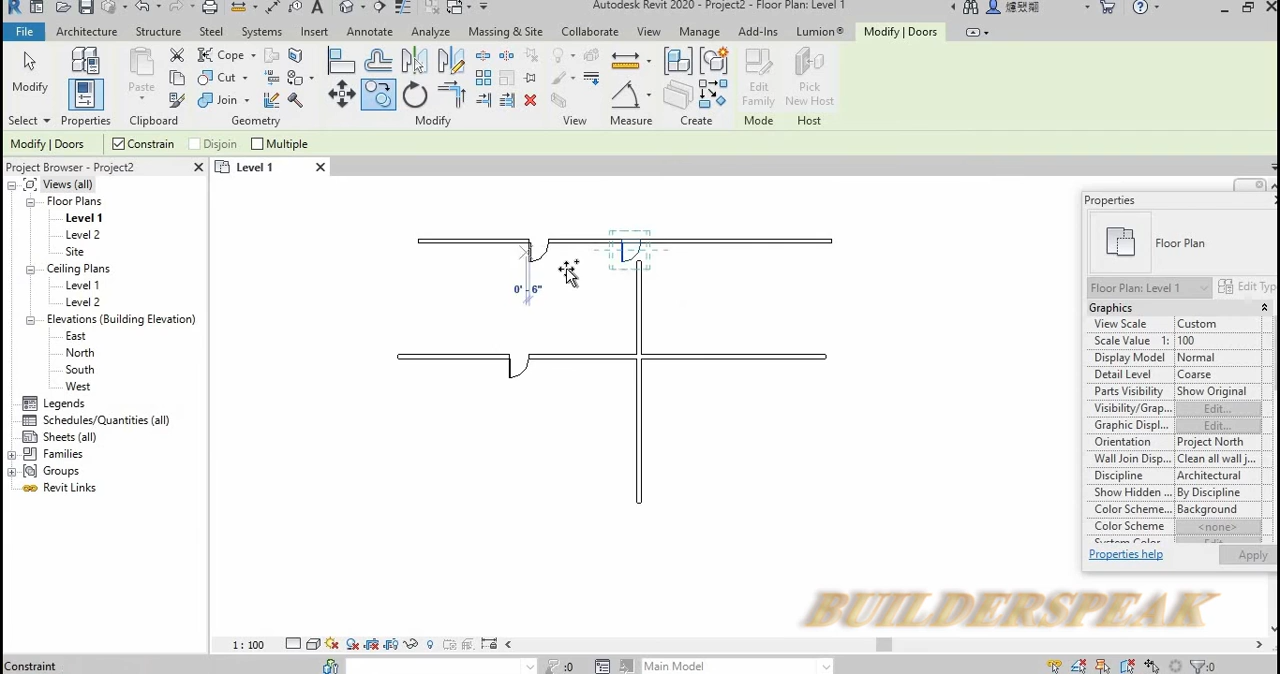 Autodesk Revit 2020 - Project2 - Floor Plan: Level 1
File Architecture Structure Steel Systems Insert Annotate Analyze Massing & Site Collaborate View Manage Add-Ins Lumion® Modify | Doors
Modify
Paste
Cope
Cut
Join
Edit
Family
Pick
New Host
Select Properties Clipboard Geometry Modify View Measure Create Mode Host
Modify | Doors Constrain Disjoin Multiple
Project Browser - Project2
Views (all)
Floor Plans
Level 1
Level 2
Site
Ceiling Plans
Level 1
Level 2
Elevations (Building Elevation)
East
North
South
West
Legends
Schedules/Quantities (all)
Sheets (all)
Families
Groups
Revit Links
Level 1
0' - 6"
Properties
Floor Plan
Floor Plan: Level 1 Edit Typ
Graphics
View Scale Custom
Scale Value 1: 100
Display Model Normal
Detail Level Coarse
Parts Visibility Show Original
Visibility/Grap... Edit...
Graphic Displ... Edit...
Orientation Project North
Wall Join Disp... Clean all wall j...
Discipline Architectural
Show Hidden ... By Discipline
Color Scheme... Background
Color Scheme <none>
Properties help Apply
BUILDERSPEAK
1 : 100
Constraint :0 Main Model :0